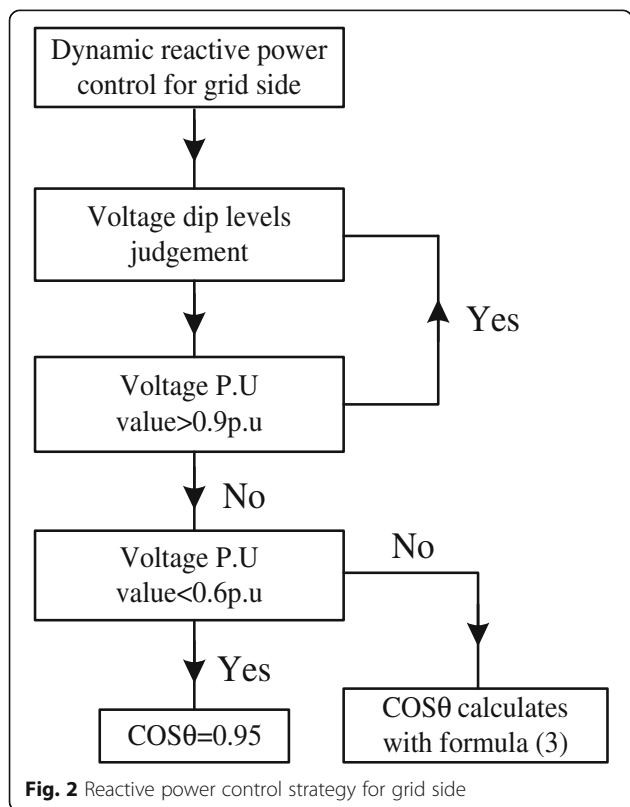 Dynamic reactive power
control for grid side
Voltage dip levels
judgement
Yes
Voltage P.U
value>0.9p.u
No
Voltage P.U
value<0.6p.u
No
Yes
COSθ=0.95
COSθ calculates
with formula (3)
Fig. 2 Reactive power control strategy for grid side